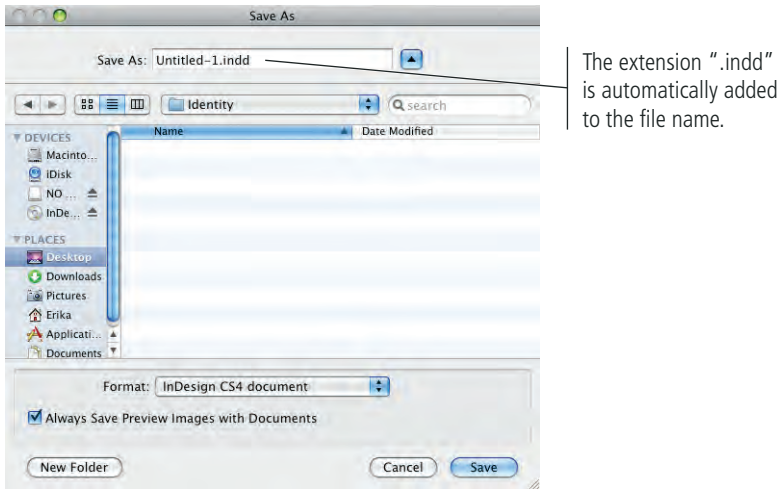 Save As
Save As: Untitled-1.indd
The extension ".indd"
is automatically added
to the file name.
Identity
search
DEVICES
Name
Date Modified
Macinto...
iDisk
NO ...
InDe...
PLACES
Desktop
Downloads
Pictures
Erika
Applicati...
Documents
Format: InDesign CS4 document
Always Save Preview Images with Documents
New Folder
Cancel
Save